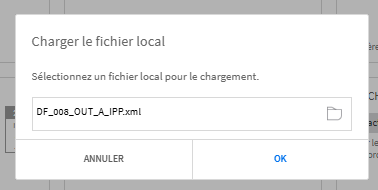 Charger le fichier local
Sélectionnez un fichier local pour le chargement.
DF_008_OUT_A_IPP.xml
ANNULER
OK